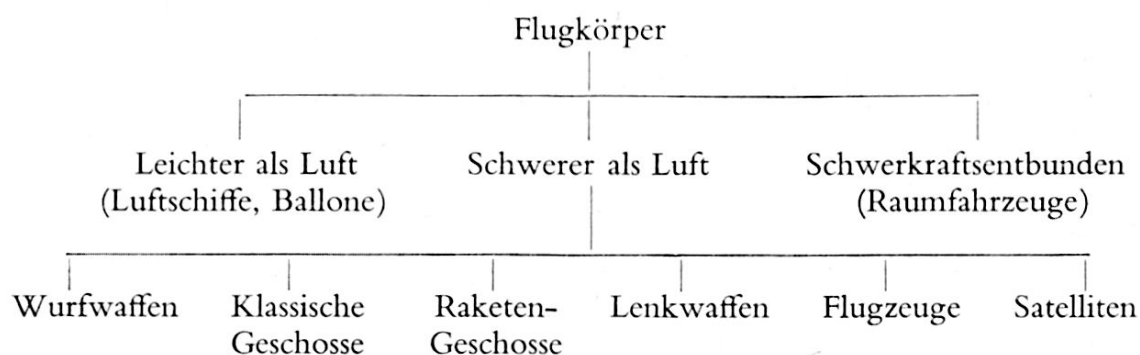 Flugkörper
Leichter als Luft
(Luftschiffe, Ballone)
Schwerer als Luft
Schwerkraftsentbunden
(Raumfahrzeuge)
Wurfwaffen
Klassische
Geschosse
Raketen-
Geschosse
Lenkwaffen
Flugzeuge
Satelliten